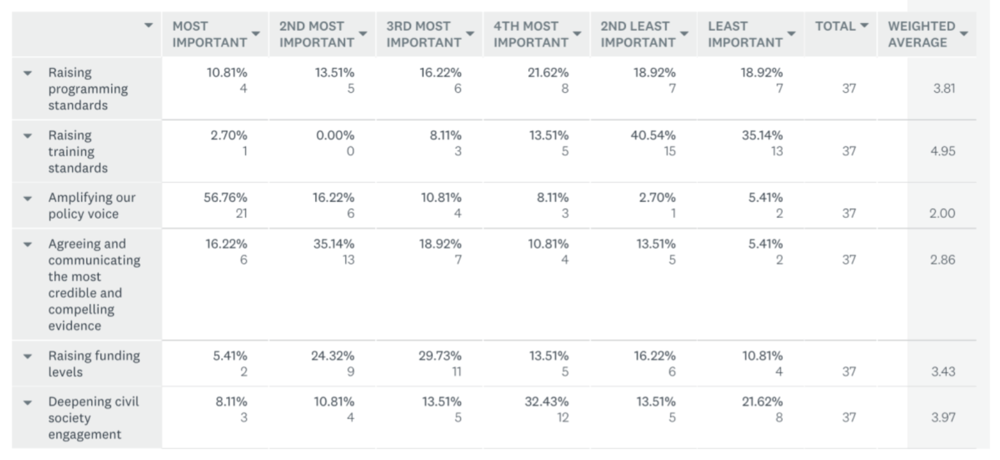 MOST IMPORTANT 2ND MOST IMPORTANT 3RD MOST IMPORTANT 4TH MOST IMPORTANT 2ND LEAST IMPORTANT LEAST IMPORTANT TOTAL WEIGHTED AVERAGE
Raising 10.81% 13.51% 16.22% 21.62% 18.92% 18.92%
programming 4 5 6 8 7 7 37 3.81
standards
Raising 2.70% 0.00% 8.11% 13.51% 40.54% 35.14%
training 1 0 3 5 15 13 37 4.95
standards
Amplifying our 56.76% 16.22% 10.81% 8.11% 2.70% 5.41%
policy voice 21 6 4 3 1 2 37 2.00
Agreeing and 16.22% 35.14% 18.92% 10.81% 13.51% 5.41%
communicating 6 13 7 4 5 2 37 2.86
the most
credible and
compelling
evidence
Raising funding 5.41% 24.32% 29.73% 13.51% 16.22% 10.81%
levels 2 9 11 5 6 4 37 3.43
Deepening civil 8.11% 10.81% 13.51% 32.43% 13.51% 21.62%
society 3 4 5 12 5 8 37 3.97
engagement